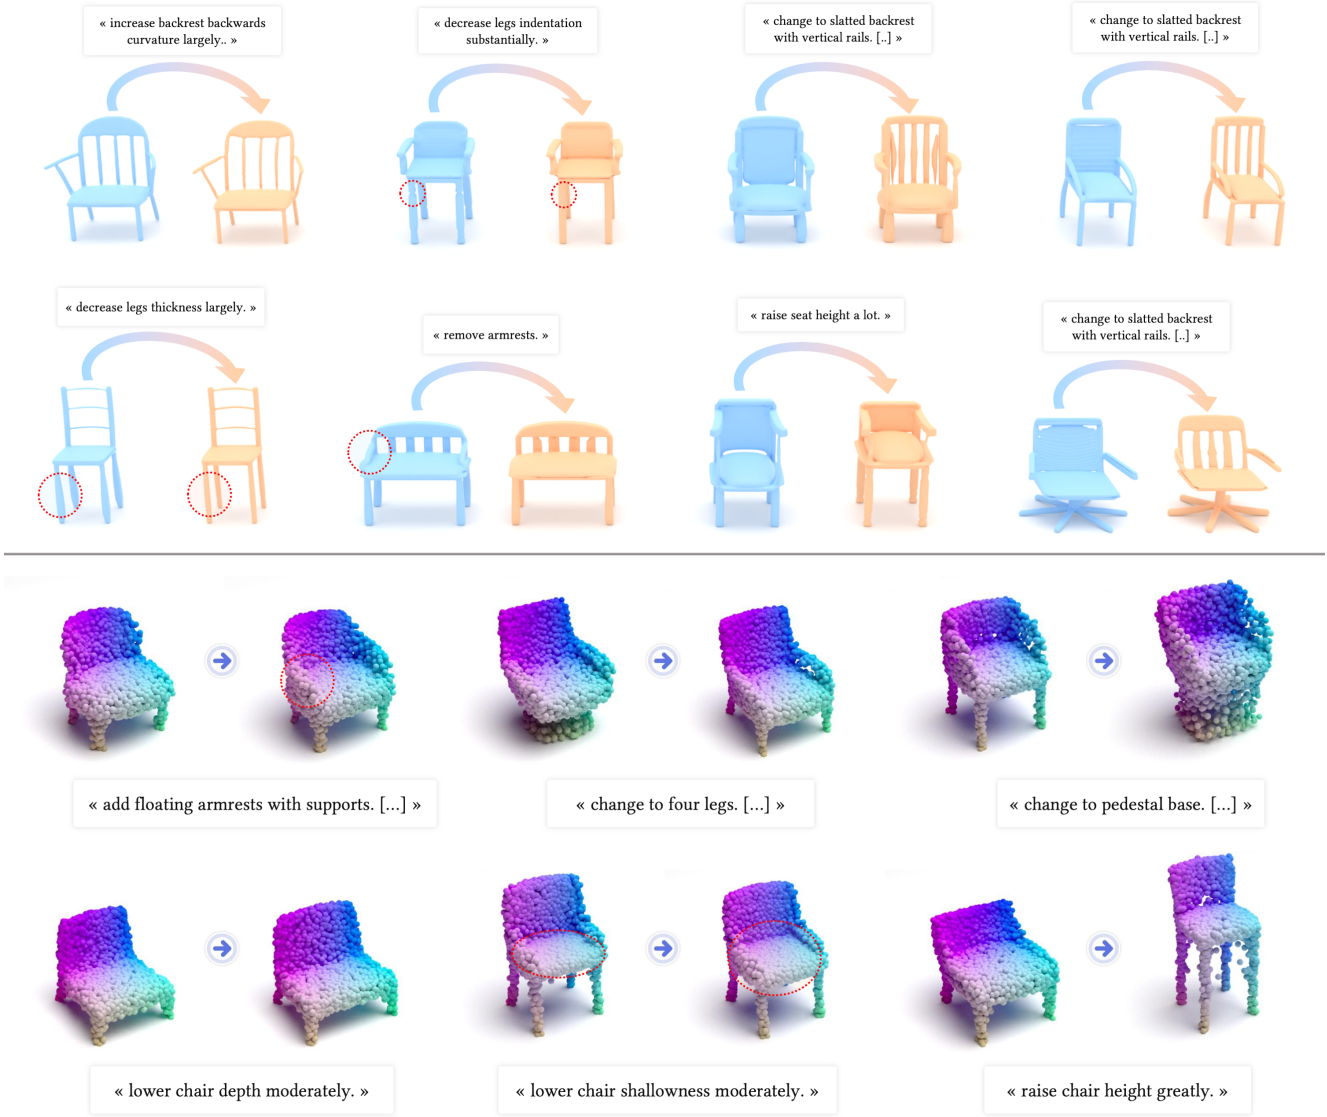 « increase backrest backwards
curvature largely.. »
« decrease legs indentation
substantially. »
« change to slatted backrest
with vertical rails. [..] »
« change to slatted backrest
with vertical rails. [..] »
« decrease legs thickness largely. »
« remove armrests. »
« raise seat height a lot. »
« change to slatted backrest
with vertical rails. [..] »
« add floating armrests with supports. [...] »
« change to four legs. [...] »
« change to pedestal base. [...] »
« lower chair depth moderately. »
« lower chair shallowness moderately. »
« raise chair height greatly. »